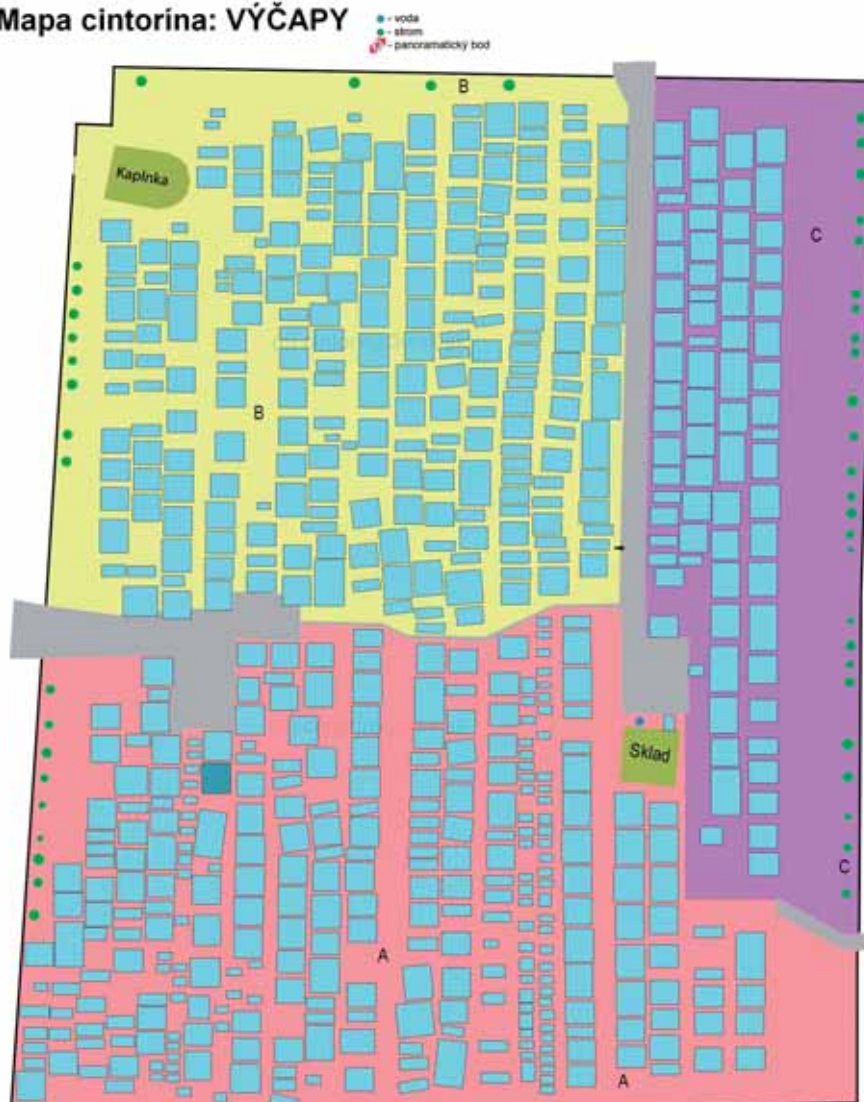 Mapa cintorína: VÝČAPY
- voda
- strom
- panoramatický bod
B
Kaplnka
C
B
Sklad
C
A
A